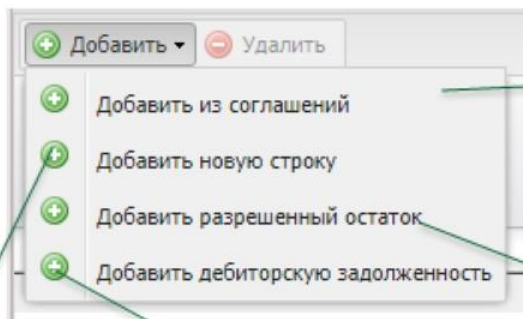 Добавить Удалить
Добавить из соглашений
Добавить новую строку
Добавить разрешенный остаток
Добавить дебиторскую задолженность